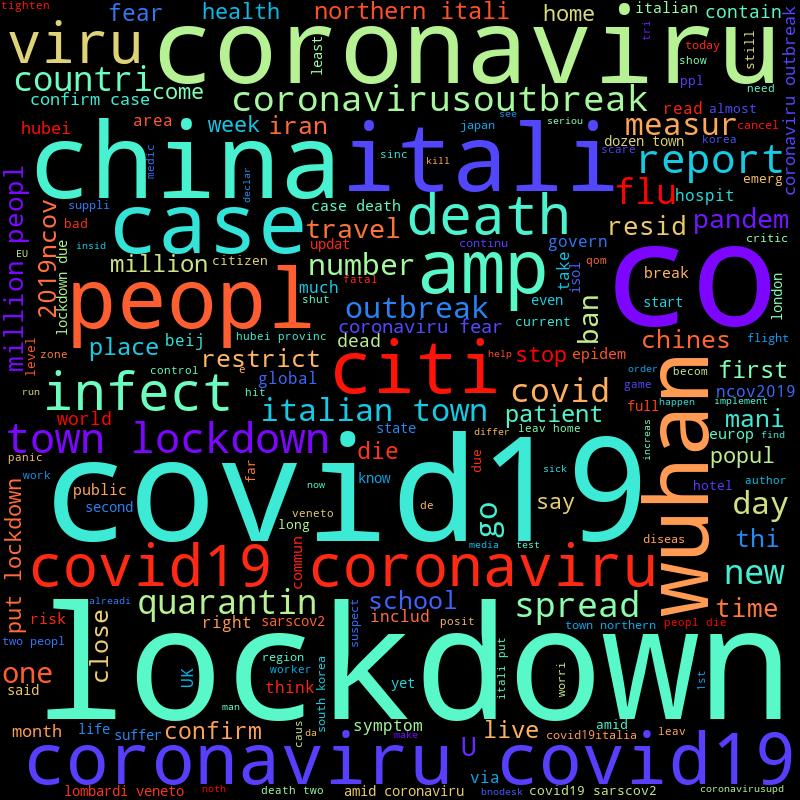 tighten
fear
health
northern itali
home
italian
contain
viru
coronaviru
least
tri
still
today
show
ppl
need
coronaviru outbreak
countri
come
confirm case
coronavirusoutbreak
read
almost
hubei
area
week
iran
japan
see
seriou
measur
cancel
dozen town
korea
china
itali
medic
sinc
kill
scare
report
emerg
million peopl
suppli
declar
flu
hospit
2019ncov
bad
case
case death
travel
death
resid
pandem
EU
insid
updat
continu
govern
critic
lockdown due
million
citizen
number
amp
take
isol
qom
co
break
london
peopl
much
shut
fatal
even
start
outbreak
ban
coronaviru fear
current
level
zone
place
beij
hubei provinc
dead
restrict
citi
help
stop
epidem
chines
flight
first
control
e
global
order
becom
run
infect
hit
covid
game
wuhan
ncov2019
world
italian town
patient
full
happen
implement
mani
town lockdown
state
leav home
differ
increas
europ
find
panic
die
due
popul
work
far
know
sick
covid19
hotel
author
public
second
now
de
say
day
veneto
go
long
media
test
diseas
thi
put lockdown
covid19 coronaviru
commun
new
alreadi
quarantin
school
suspect
spread
time
risk
right
sarscov2
includ
posit
town northern
peopl die
two peopl
close
lockdown
one
UK
region
worker
south korea
itali put
worri
1st
said
think
yet
man
month
life
suffer
confirm
caus
da
symptom
make
live
amid
covid19italia
leav
coronaviru
U
covid19
via
lombardi veneto
noth
death two
amid coronaviru
bnodesk
covid19 sarscov2
coronavirusupd